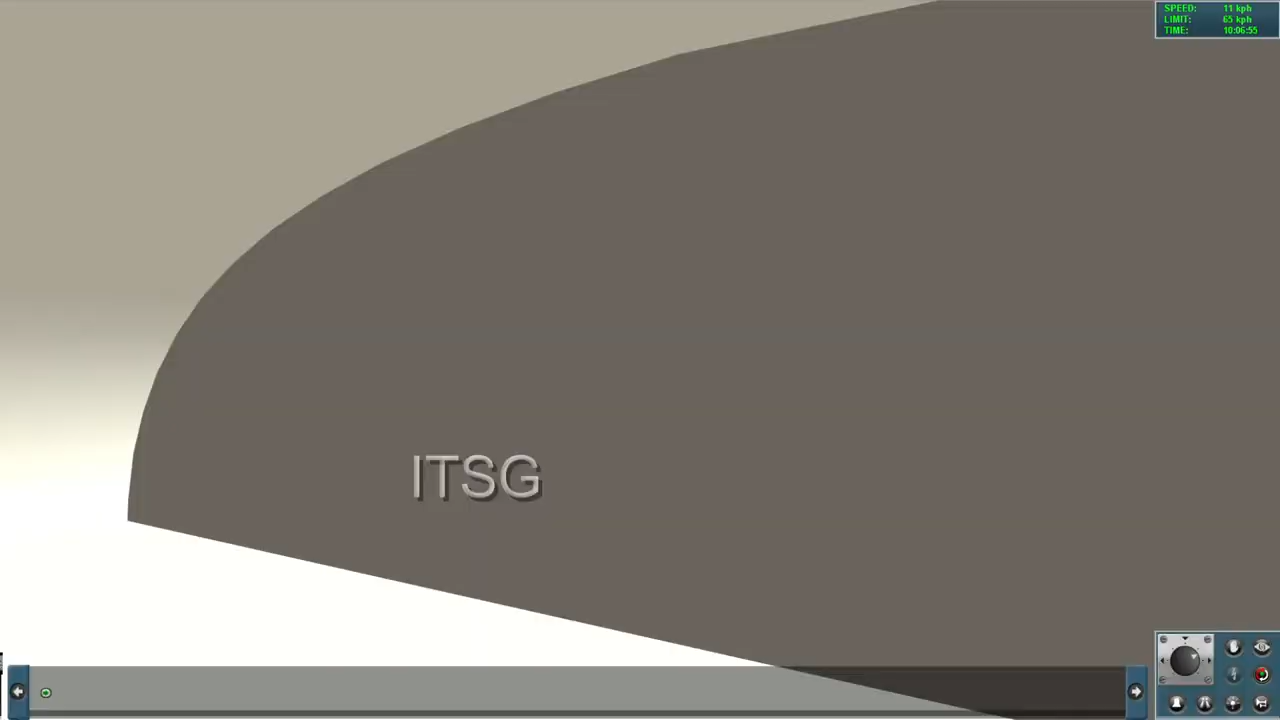 SPEED: 11 kph
LIMIT: 65 kph
TIME: 10:06:55
ITSG